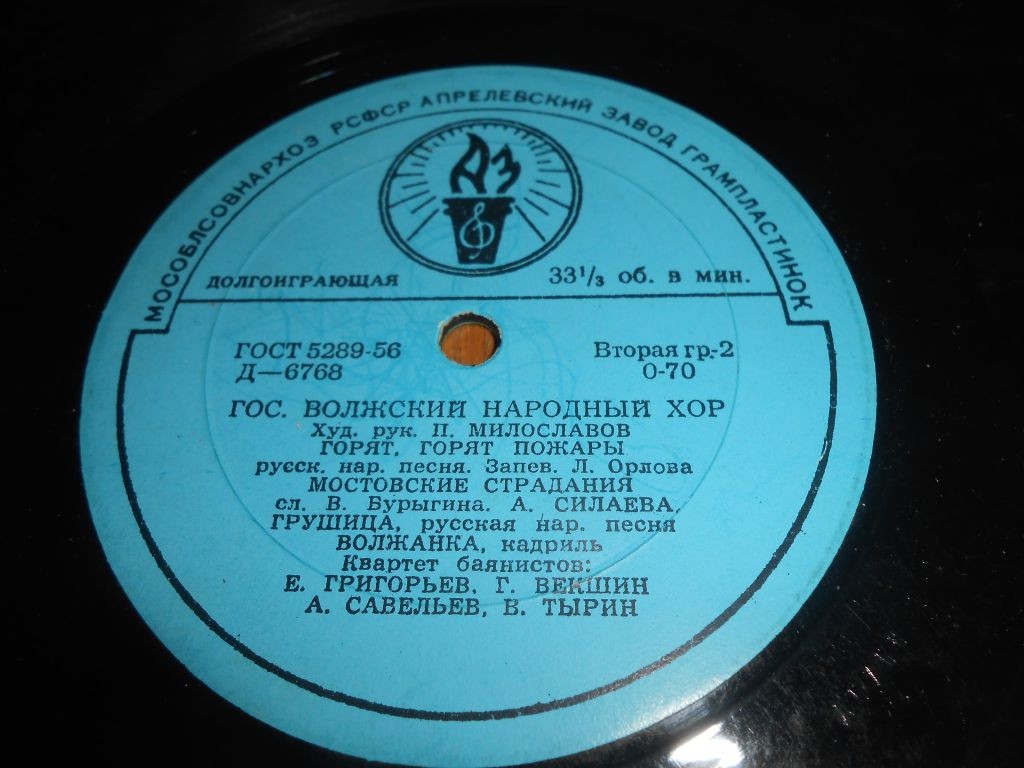 МОСОБЛСОВНАРХОЗ РСФСР АПРЕЛЕВСКИЙ ЗАВОД ГРАМПЛАСТИНОК
АЗ
ДОЛГОИГРАЮЩАЯ 33 1/3 об. в мин.
ГОСТ 5289-56 Вторая гр.-2
Д—6768 0-70
ГОС. ВОЛЖСКИЙ НАРОДНЫЙ ХОР
Худ. рук. П. МИЛОСЛАВОВ
ГОРЯТ, ГОРЯТ ПОЖАРЫ
русск. нар. песня. Запев. Л. Орлова
МОСТОВСКИЕ СТРАДАНИЯ
сл. В. Бурыгина. А. СИЛАЕВА.
ГРУШИЦА, русская нар. песня
ВОЛЖАНКА, кадриль
Квартет баянистов:
Е. ГРИГОРЬЕВ, Г. ВЕКШИН
А. САВЕЛЬЕВ, В. ТЫРИН